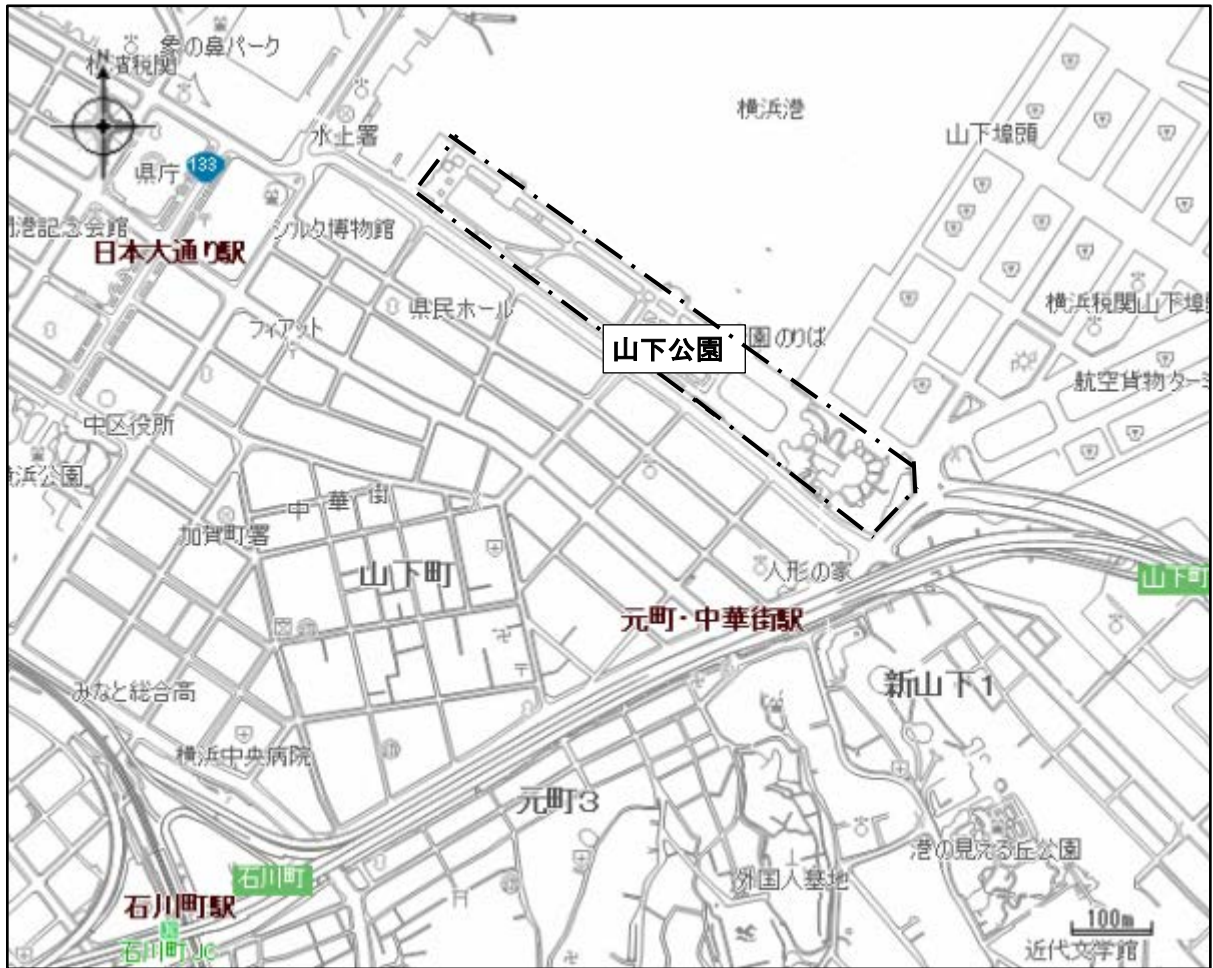 象の鼻パーク
横浜税関
N
横浜港
水上署
山下埠頭
県庁
133
開港記念会館
シルク博物館
日本大通り駅
県民ホール
横浜税関山下埠頭
フィアット
園のりば
山下公園
航空貨物ターミ
中区役所
横浜公園
中華街
加賀町署
山下町
人形の家
山下町
元町・中華街駅
新山下1
みなと総合高
横浜中央病院
元町3
港の見える丘公園
石川町
外国人墓地
石川町駅
100m
石川町JC
近代文学館